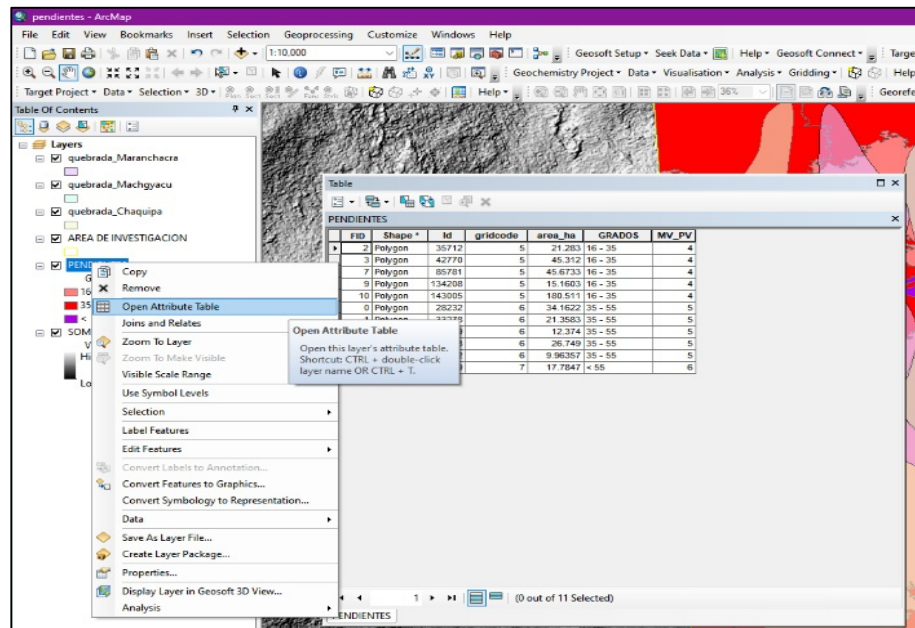 pendientes - ArcMap
File Edit View Bookmarks Insert Selection Geoprocessing Customize Windows Help
1:10,000
Geosoft Setup Seek Data Help Geosoft Connect Targe
Geochemistry Project Data Visualisation Analysis Gridding Help
Target Project Data Selection 3D Help 36% Georefe
Table Of Contents
Layers
quebrada_Maranchacra
quebrada_Machgyacu
quebrada_Chaquipa
AREA DE INVESTIGACION
G
16
35
<
SOM
V
Hi
Lo
Copy
Remove
Open Attribute Table
Joins and Relates
Zoom To Layer
Zoom To Make Visible
Visible Scale Range
Use Symbol Levels
Selection
Label Features
Edit Features
Convert Labels to Annotation...
Convert Features to Graphics...
Convert Symbology to Representation...
Data
Save As Layer File...
Create Layer Package...
Properties...
Display Layer in Geosoft 3D View...
Analysis
Open Attribute Table
Open this layer's attribute table.
Shortcut: CTRL + double-click
layer name OR CTRL + T.
Table
PENDIENTES
FID Shape * Id gridcode area_ha GRADOS MV_PV
2 Polygon 35712 5 21.283 16 - 35 4
3 Polygon 42770 5 45.312 16 - 35 4
7 Polygon 85781 5 45.6733 16 - 35 4
9 Polygon 134208 5 15.1603 16 - 35 4
10 Polygon 143005 5 180.511 16 - 35 4
0 Polygon 28232 6 34.1622 35 - 55 5
6 21.3583 35 - 55 5
6 12.374 35 - 55 5
6 26.749 35 - 55 5
6 9.96357 35 - 55 5
7 17.7847 < 55 6
1 (0 out of 11 Selected)
PENDIENTES